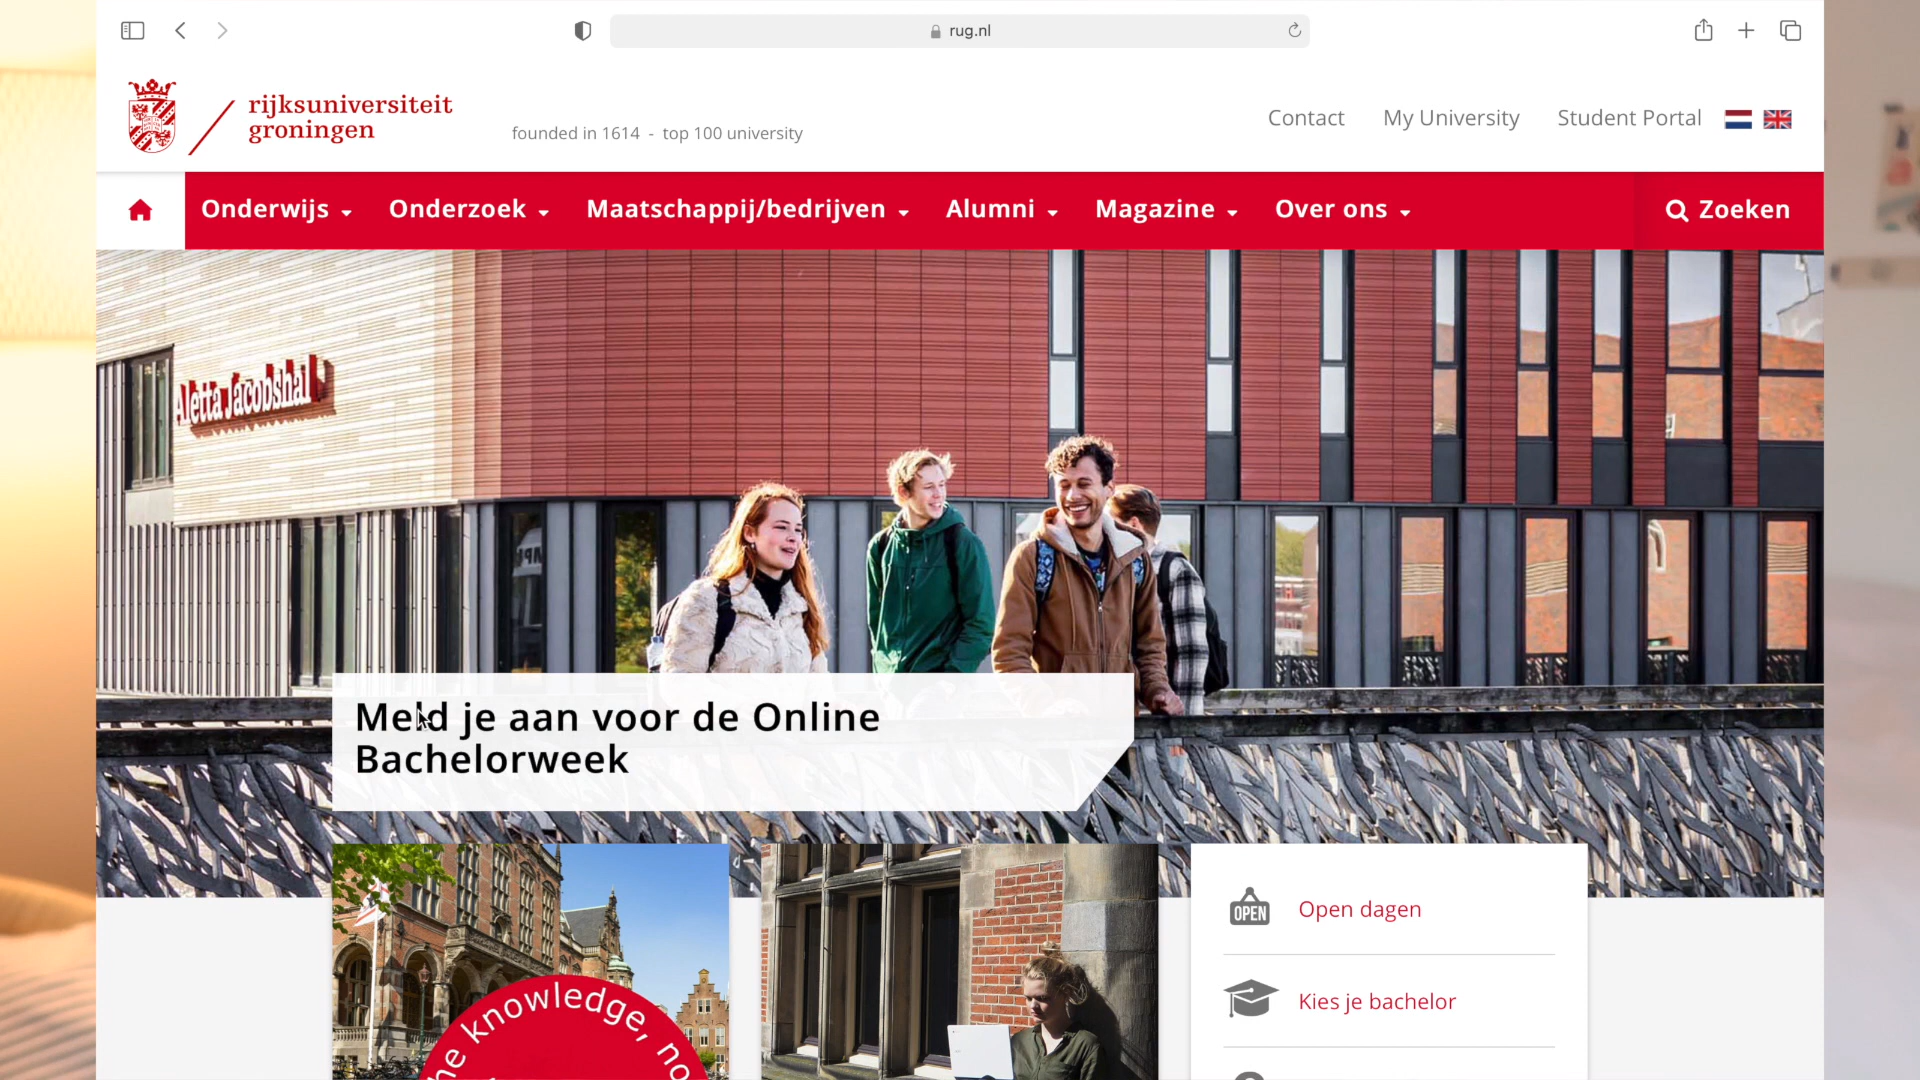 rug.nl
rijksuniversiteit
groningen
founded in 1614 - top 100 university
Contact
My University
Student Portal
Onderwijs
Onderzoek
Maatschappij/bedrijven
Alumni
Magazine
Over ons
Zoeken
Aletta Jacobshal
Meld je aan voor de Online
Bachelorweek
knowledge,
OPEN
Open dagen
Kies je bachelor